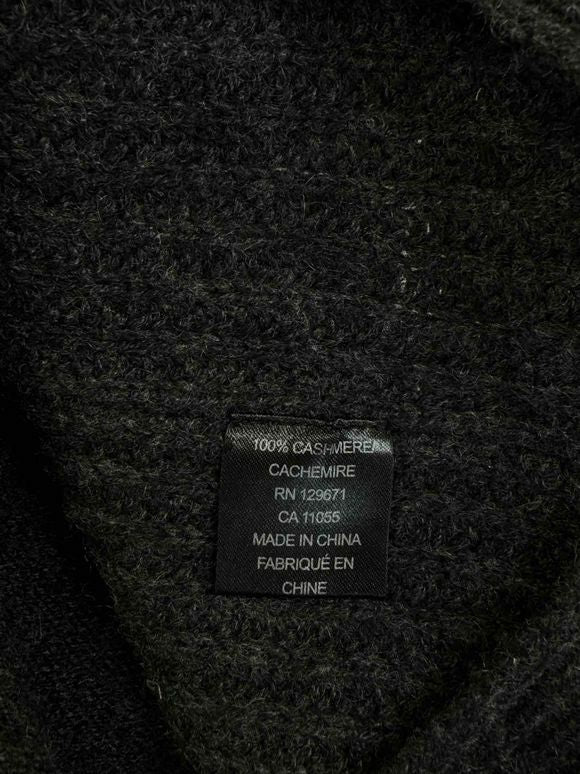 100% CASHMERE
CACHEMIRE
RN 129671
CA 11055
MADE IN CHINA
FABRIQUÉ EN
CHINE